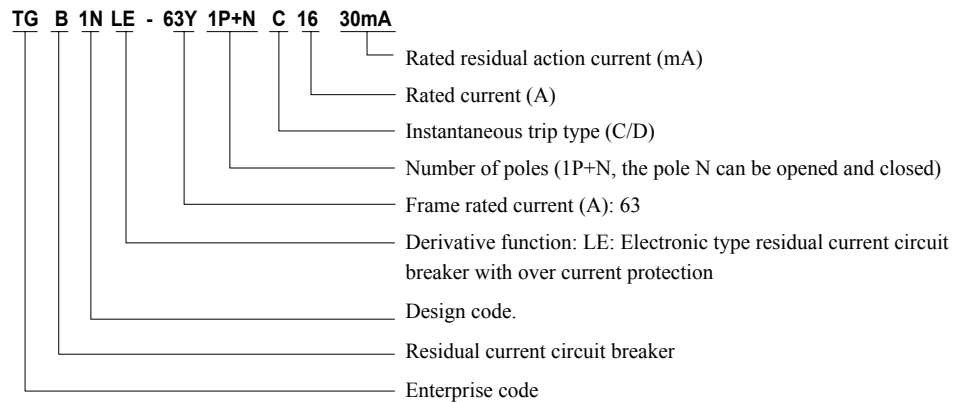 TG B 1N LE - 63Y 1P+N C 16 30mA
Rated residual action current (mA)
Rated current (A)
Instantaneous trip type (C/D)
Number of poles (1P+N, the pole N can be opened and closed)
Frame rated current (A): 63
Derivative function: LE: Electronic type residual current circuit
breaker with over current protection
Design code.
Residual current circuit breaker
Enterprise code